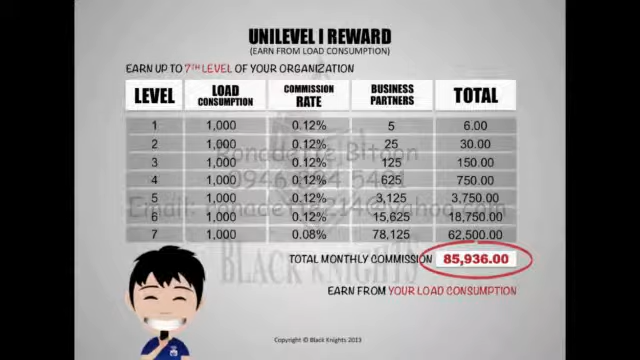 UNILEVEL I REWARD
(EARN FROM LOAD CONSUMPTION)
EARN UP TO 7TH LEVEL OF YOUR ORGANIZATION
LEVEL LOAD CONSUMPTION COMMISSION RATE BUSINESS PARTNERS TOTAL
1 1,000 0.12% 5 6.00
2 1,000 0.12% 25 30.00
3 1,000 0.12% 125 150.00
4 1,000 0.12% 625 750.00
5 1,000 0.12% 3,125 3,750.00
6 1,000 0.12% 15,625 18,750.00
7 1,000 0.08% 78,125 62,500.00
TOTAL MONTHLY COMMISSION 85,936.00
BLACK KNIGHTS
EARN FROM YOUR LOAD CONSUMPTION
Copyright © Black Knights 2013